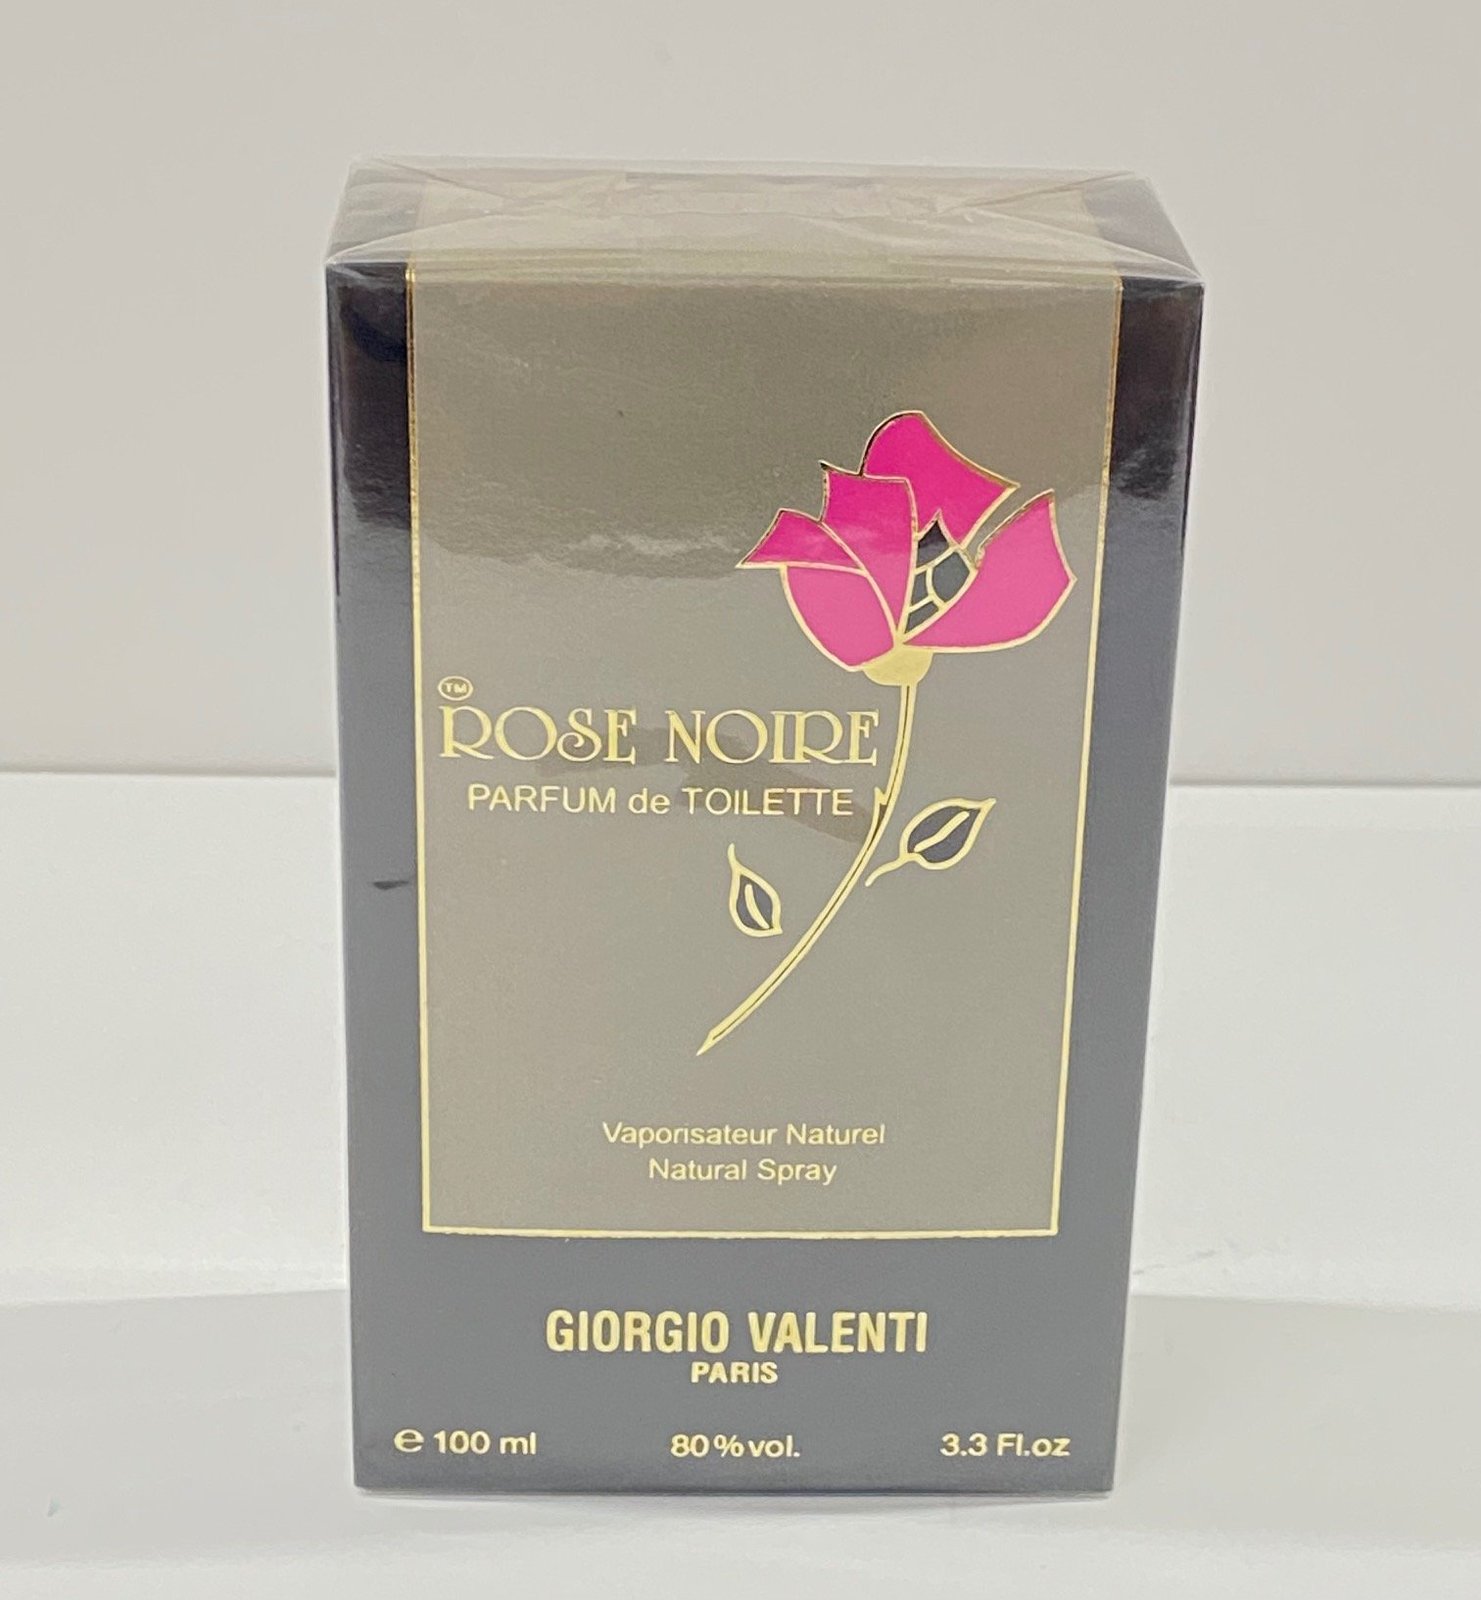 TM
ROSE NOIRE
PARFUM de TOILETTE
Vaporisateur Naturel
Natural Spray
GIORGIO VALENTI
PARIS
℮ 100 ml 80%vol. 3.3 Fl.oz